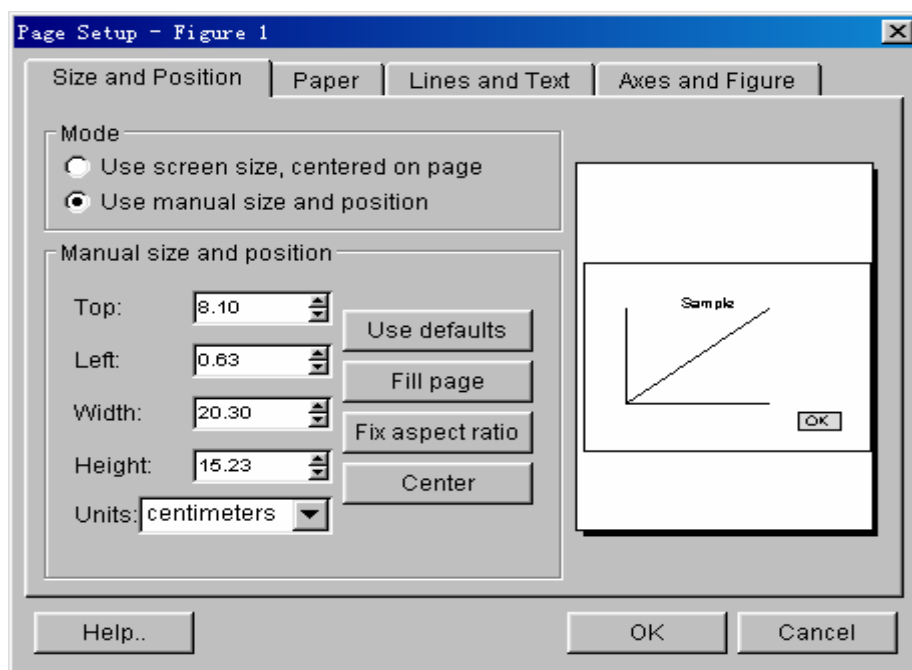 Page Setup - Figure 1
Size and Position Paper Lines and Text Axes and Figure
Mode
Use screen size, centered on page
Use manual size and position
Manual size and position
Top: 8.10
Left: 0.63
Width: 20.30
Height: 15.23
Units: centimeters
Use defaults
Fill page
Fix aspect ratio
Center
Sample
OK
Help..
OK
Cancel